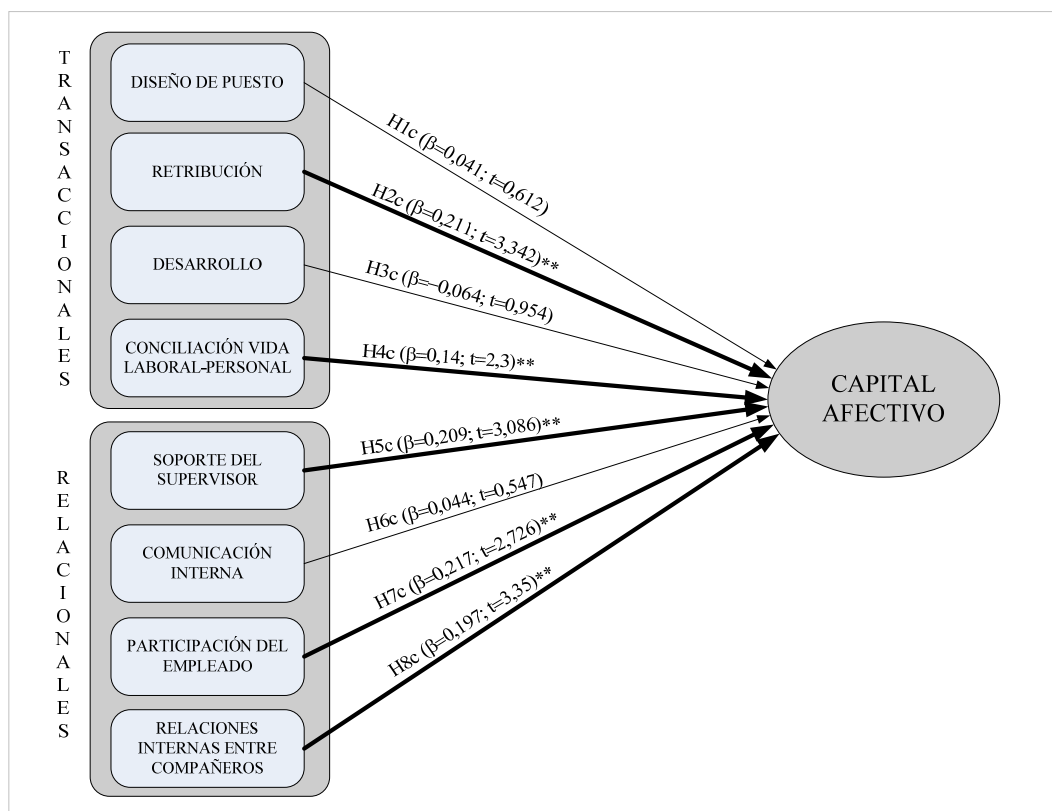 TRANSACCIONALES
DISEÑO DE PUESTO
RETRIBUCIÓN
DESARROLLO
CONCILIACIÓN VIDA
LABORAL-PERSONAL
H1c (β=0,041; t=0,612)
H2c (β=0,211; t=3,342)**
H3c (β=−0,064; t=0,954)
H4c (β=0,14; t=2,3)**
RELACIONALES
SOPORTE DEL
SUPERVISOR
COMUNICACIÓN
INTERNA
PARTICIPACIÓN DEL
EMPLEADO
RELACIONES
INTERNAS ENTRE
COMPAÑEROS
H5c (β=0,209; t=3,086)**
H6c (β=0,044; t=0,547)
H7c (β=0,217; t=2,726)**
H8c (β=0,197; t=3,35)**
CAPITAL
AFECTIVO